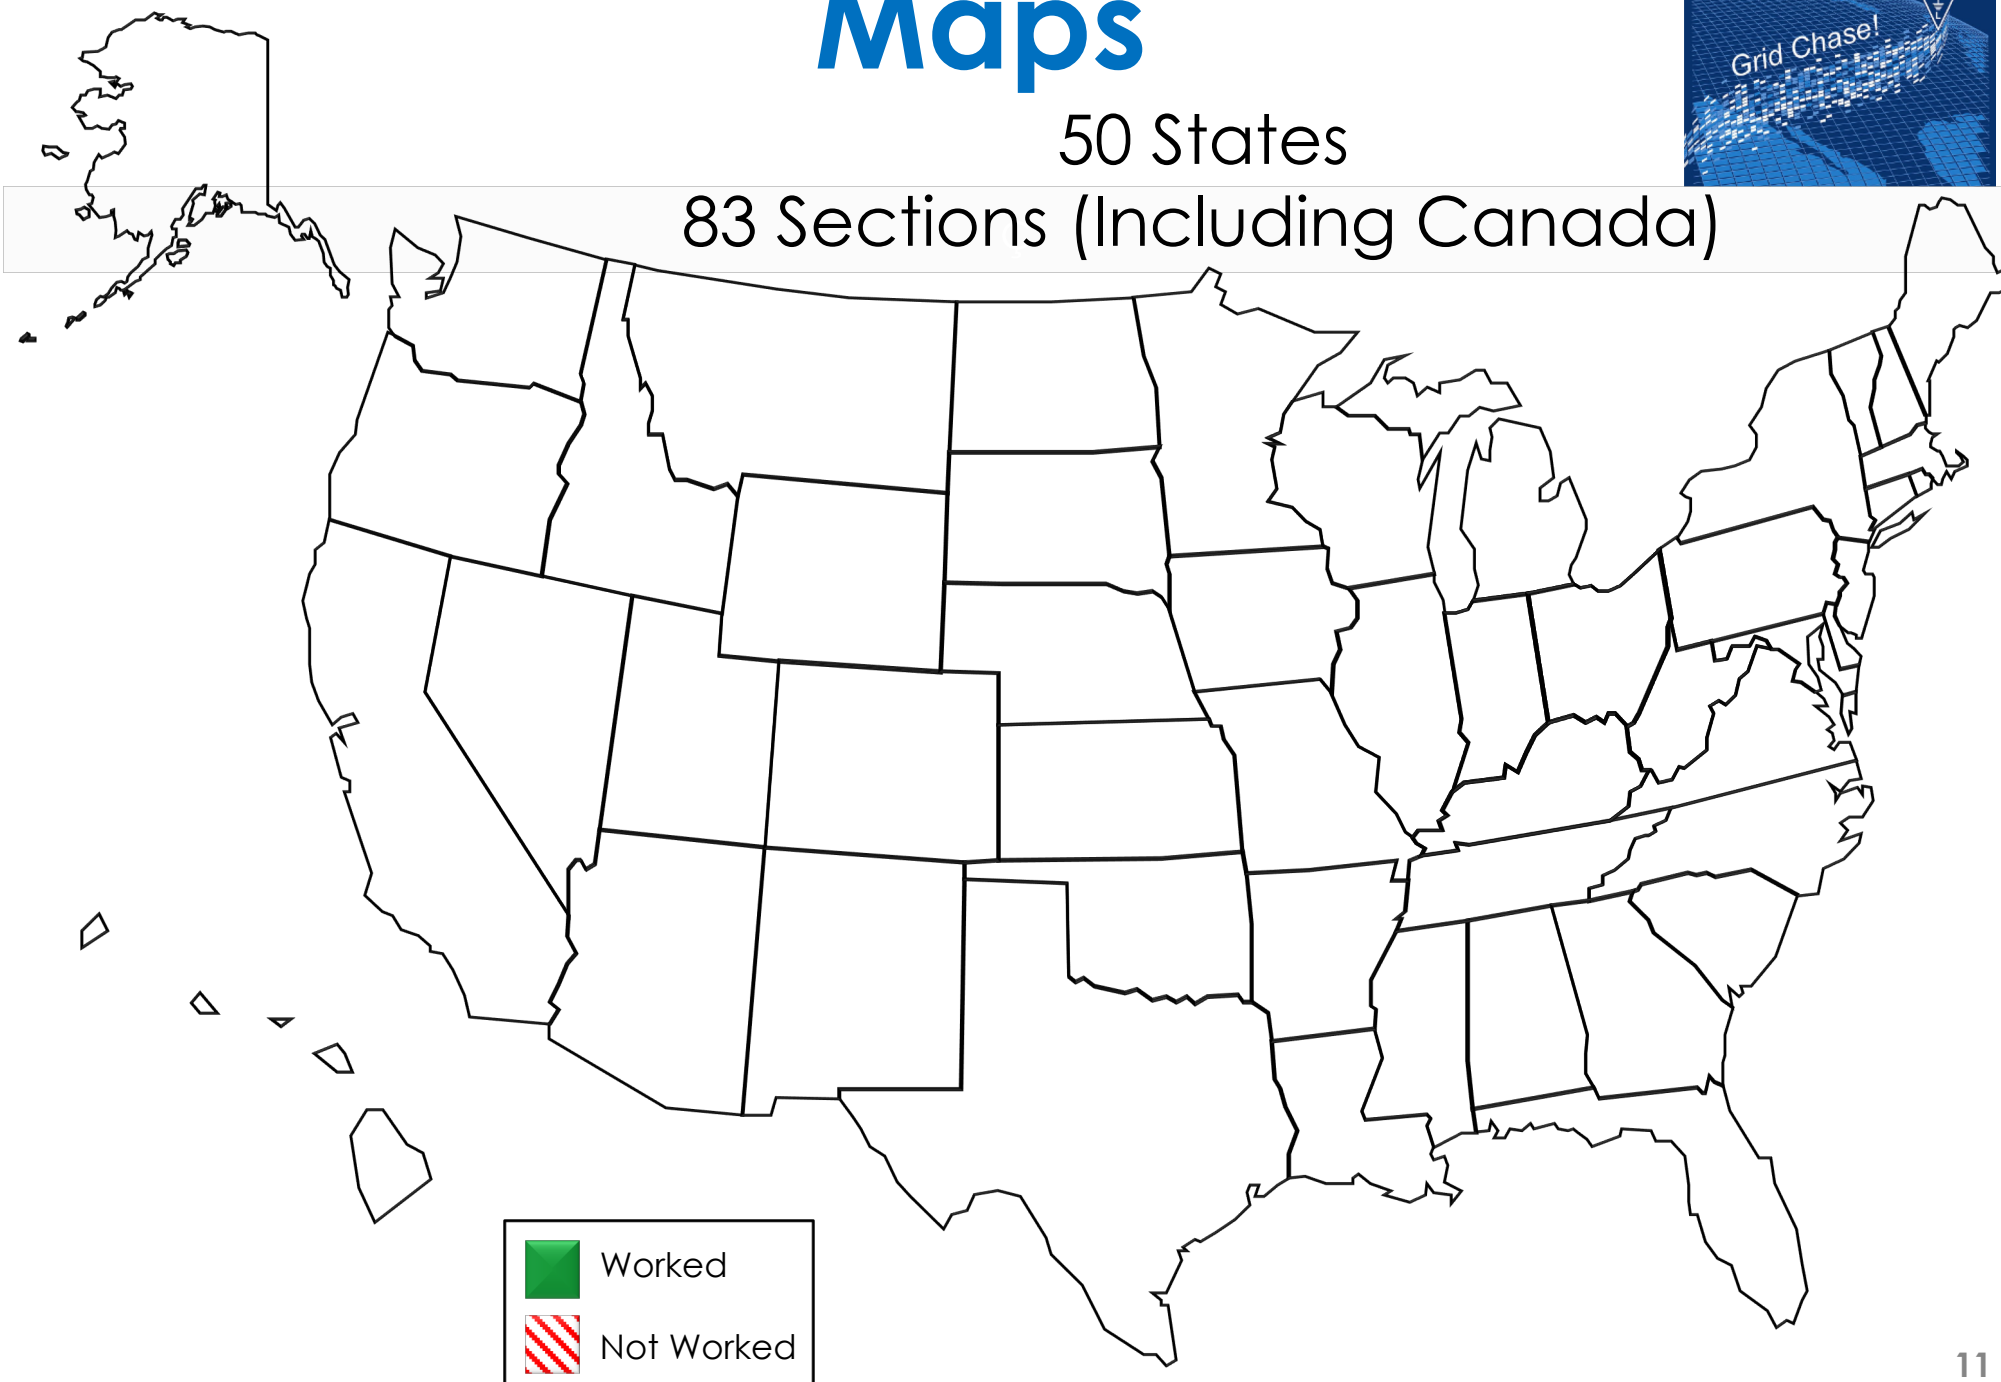 Maps
Grid Chase!
50 States
83 Sections (Including Canada)
Worked
Not Worked
11